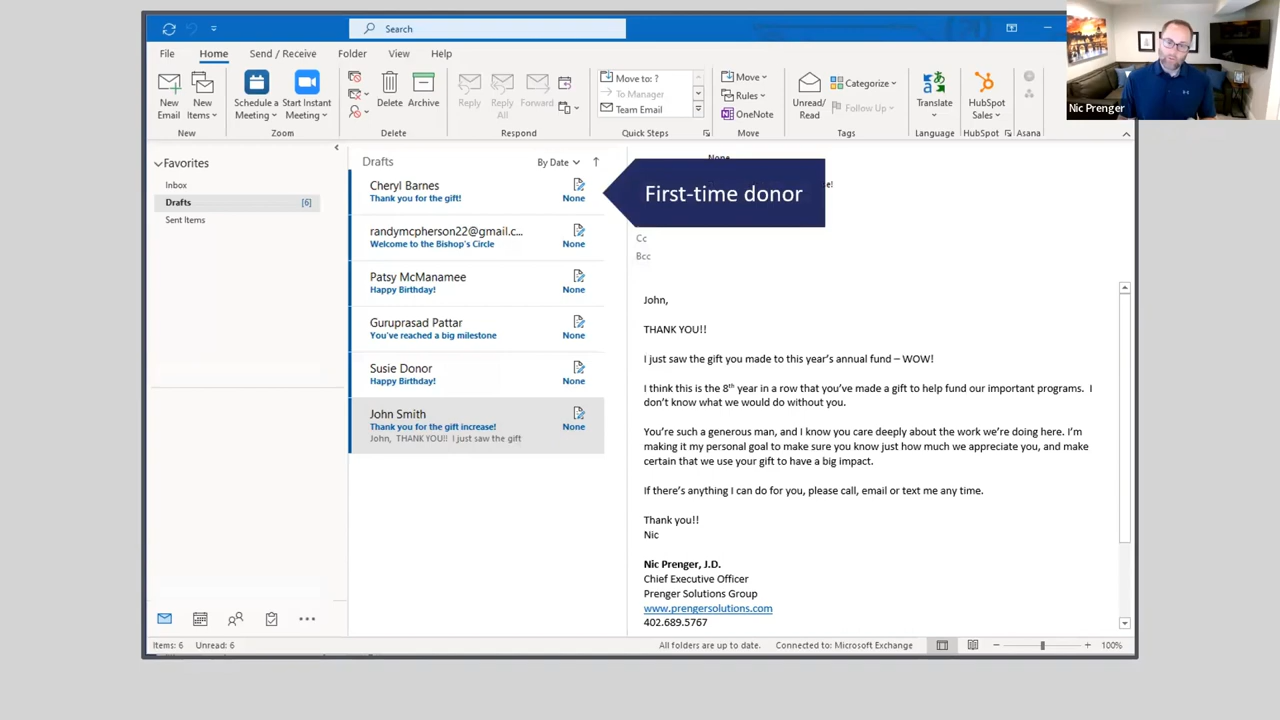 Search
File Home Send / Receive Folder View Help
New Email
New Items
Schedule a Meeting
Start Instant Meeting
Delete
Archive
Reply
Reply All
Forward
Move to: ?
To Manager
Team Email
Move
Rules
OneNote
Unread/ Read
Categorize
Follow Up
Translate
HubSpot Sales
New
Zoom
Delete
Respond
Quick Steps
Move
Tags
Language
HubSpot
Asana
Nic Prenger
Favorites
Inbox
Drafts [6]
Sent Items
Drafts
By Date
Cheryl Barnes
Thank you for the gift! None
randymcpherson22@gmail.c...
Welcome to the Bishop's Circle None
Patsy McManamee
Happy Birthday! None
Guruprasad Pattar
You've reached a big milestone None
Susie Donor
Happy Birthday! None
John Smith
Thank you for the gift increase! None
John, THANK YOU!! I just saw the gift
None
First-time donor
Cc
Bcc
John,
THANK YOU!!
I just saw the gift you made to this year's annual fund – WOW!
I think this is the 8th year in a row that you've made a gift to help fund our important programs. I
don't know what we would do without you.
You're such a generous man, and I know you care deeply about the work we're doing here. I'm
making it my personal goal to make sure you know just how much we appreciate you, and make
certain that we use your gift to have a big impact.
If there's anything I can do for you, please call, email or text me any time.
Thank you!!
Nic
Nic Prenger, J.D.
Chief Executive Officer
Prenger Solutions Group
www.prengersolutions.com
402.689.5767
Items: 6 Unread: 6 All folders are up to date. Connected to: Microsoft Exchange 100%